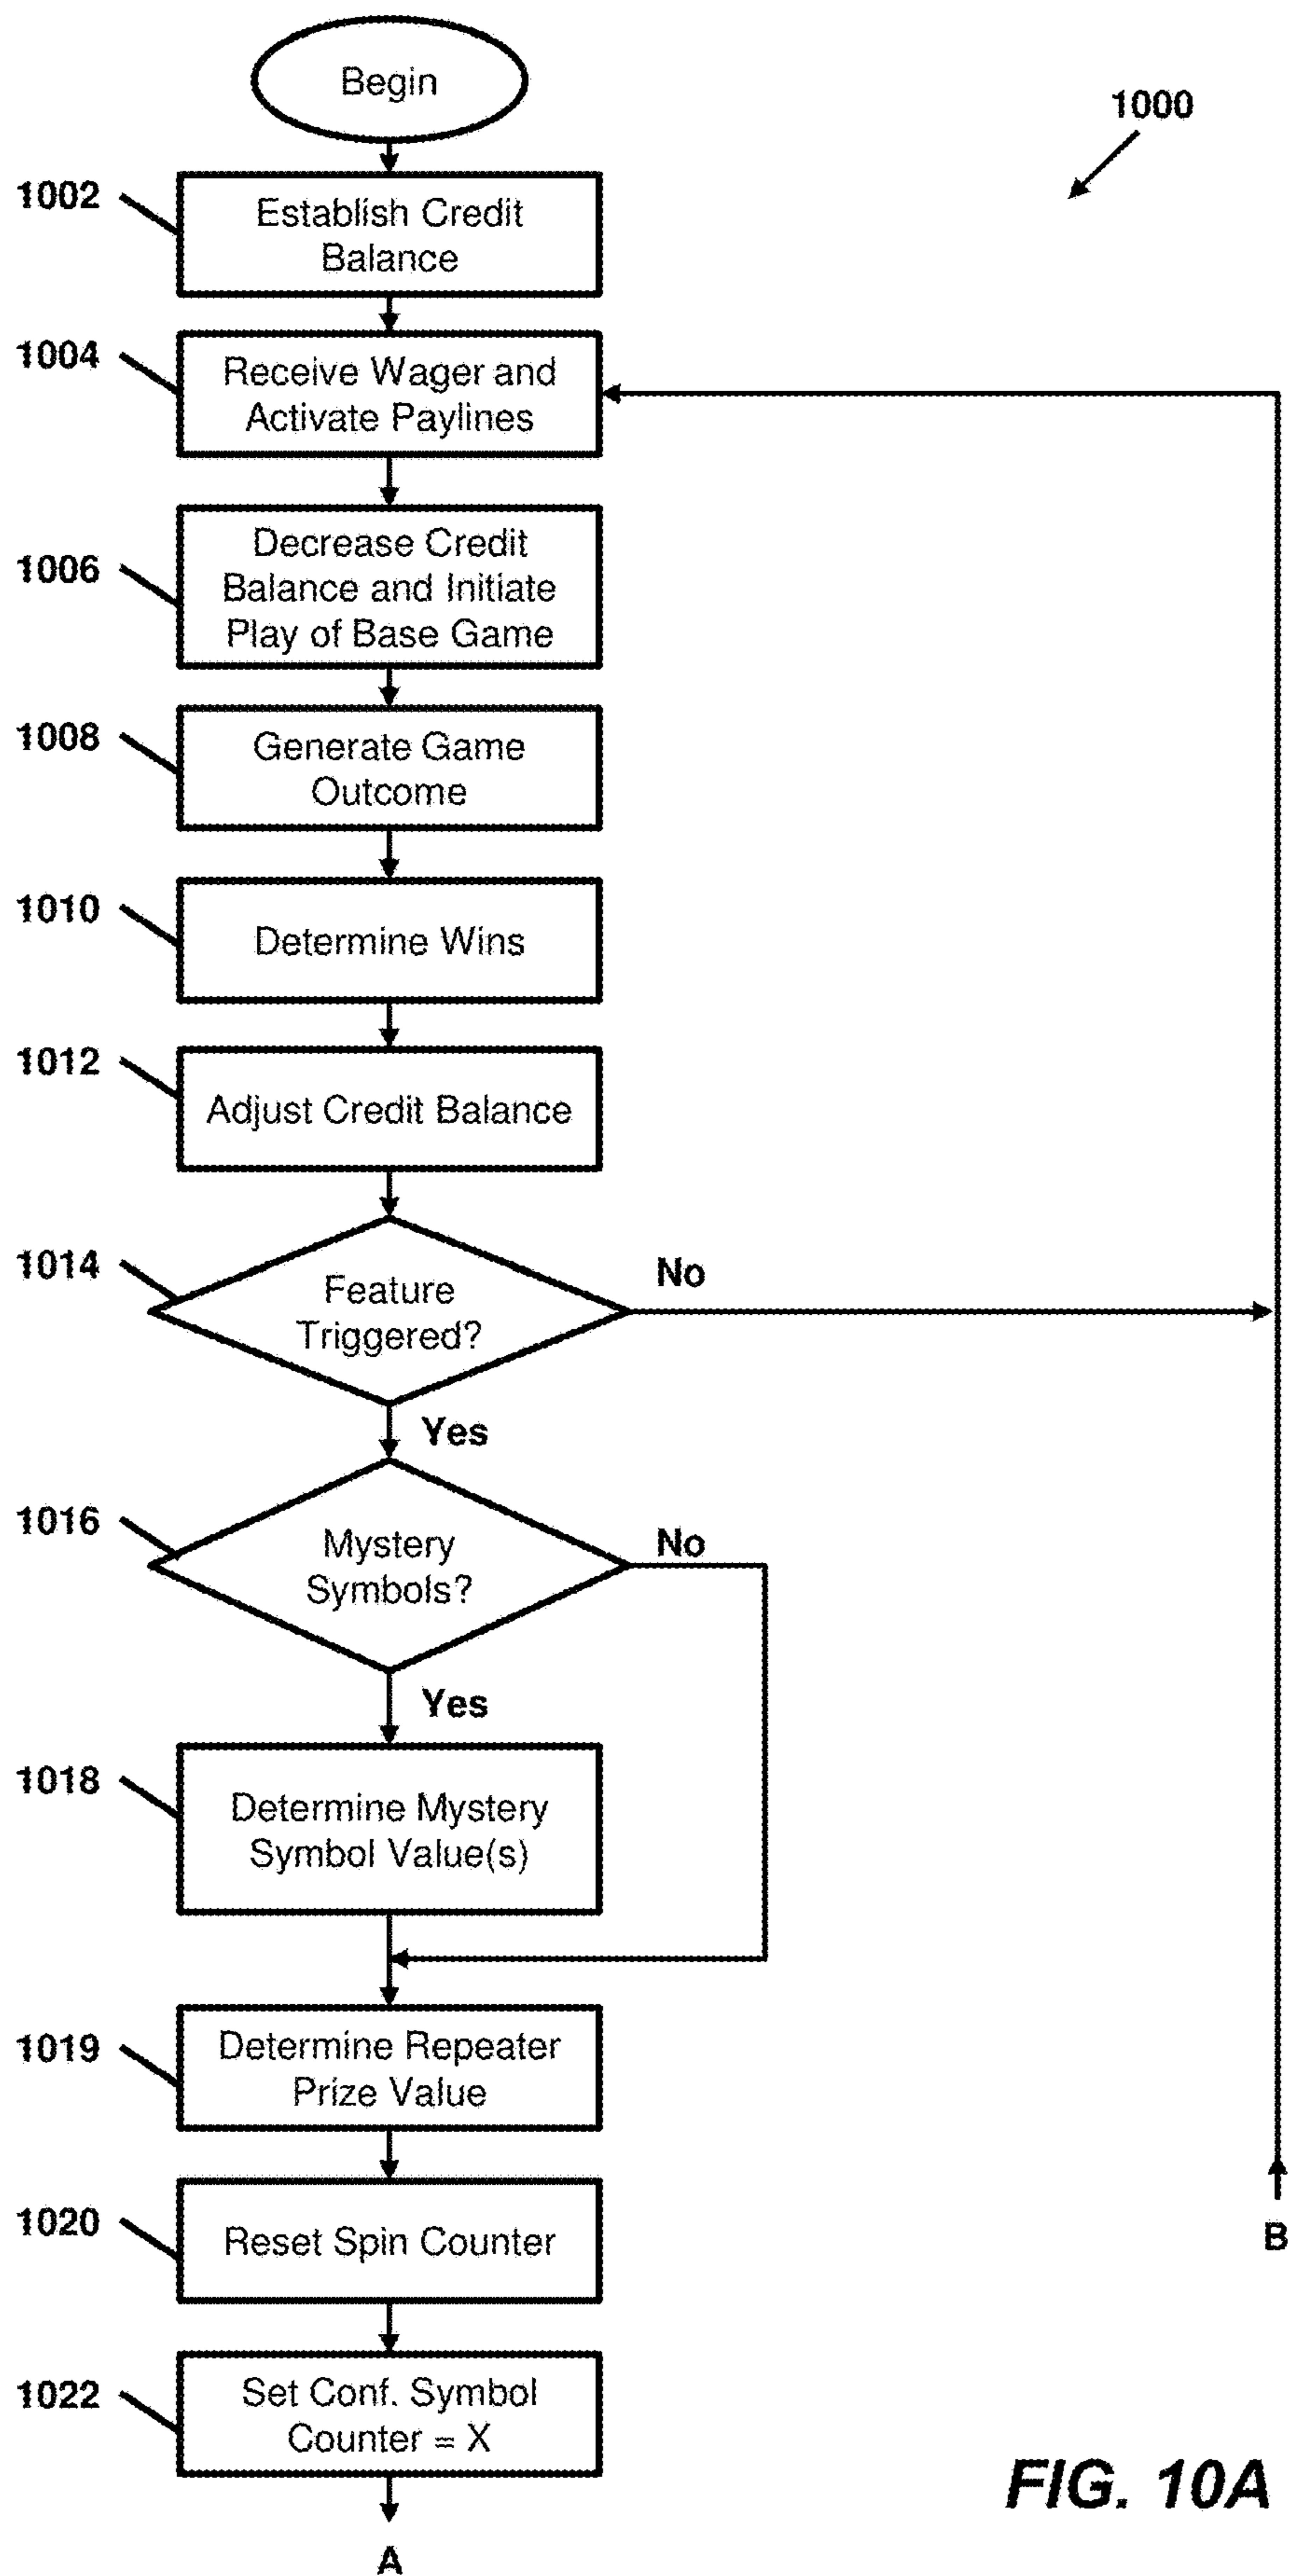 Begin
1000
1002
Establish Credit
Balance
1004
Receive Wager and
Activate Paylines
1006
Decrease Credit
Balance and Initiate
Play of Base Game
1008
Generate Game
Outcome
1010
Determine Wins
1012
Adjust Credit Balance
1014
Feature
Triggered?
No
Yes
1016
Mystery
Symbols?
No
Yes
1018
Determine Mystery
Symbol Value(s)
1019
Determine Repeater
Prize Value
1020
Reset Spin Counter
B
1022
Set Conf. Symbol
Counter = X
FIG. 10A
A